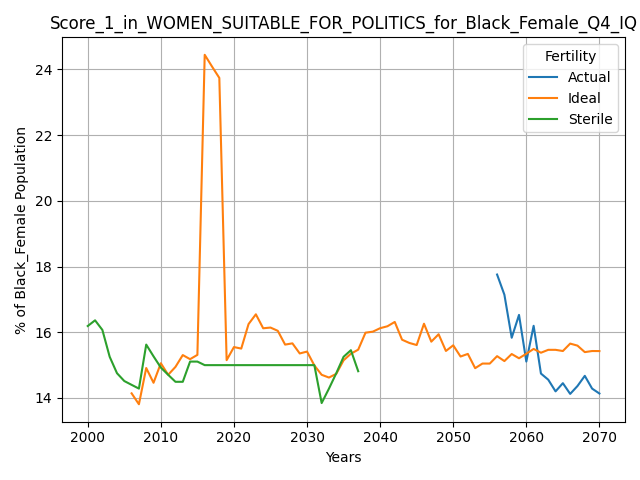 Score_1_in_WOMEN_SUITABLE_FOR_POLITICS_for_Black_Female_Q4_IQ
Fertility
Actual
Ideal
Sterile
% of Black_Female Population
24
22
20
18
16
14
2000 2010 2020 2030 2040 2050 2060 2070
Years